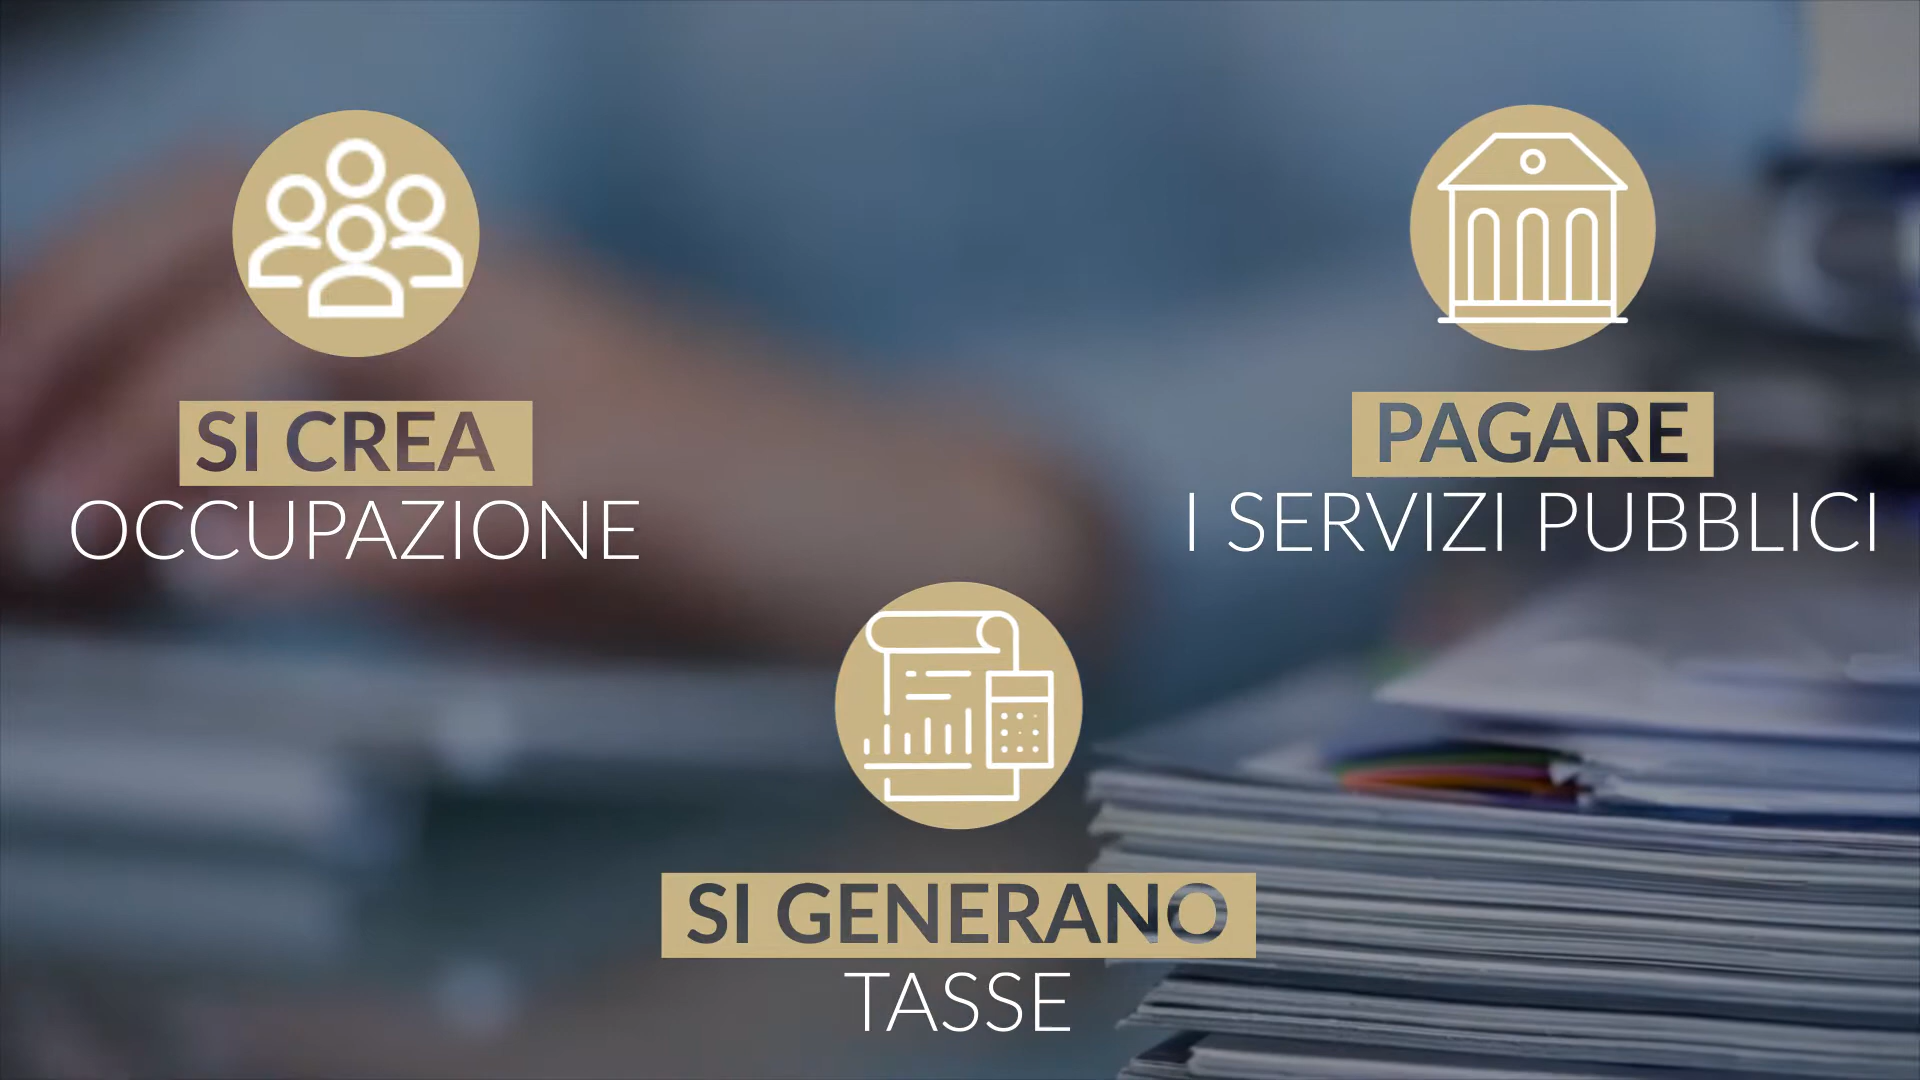 SI CREA
OCCUPAZIONE
PAGARE
I SERVIZI PUBBLICI
SI GENERANO
TASSE